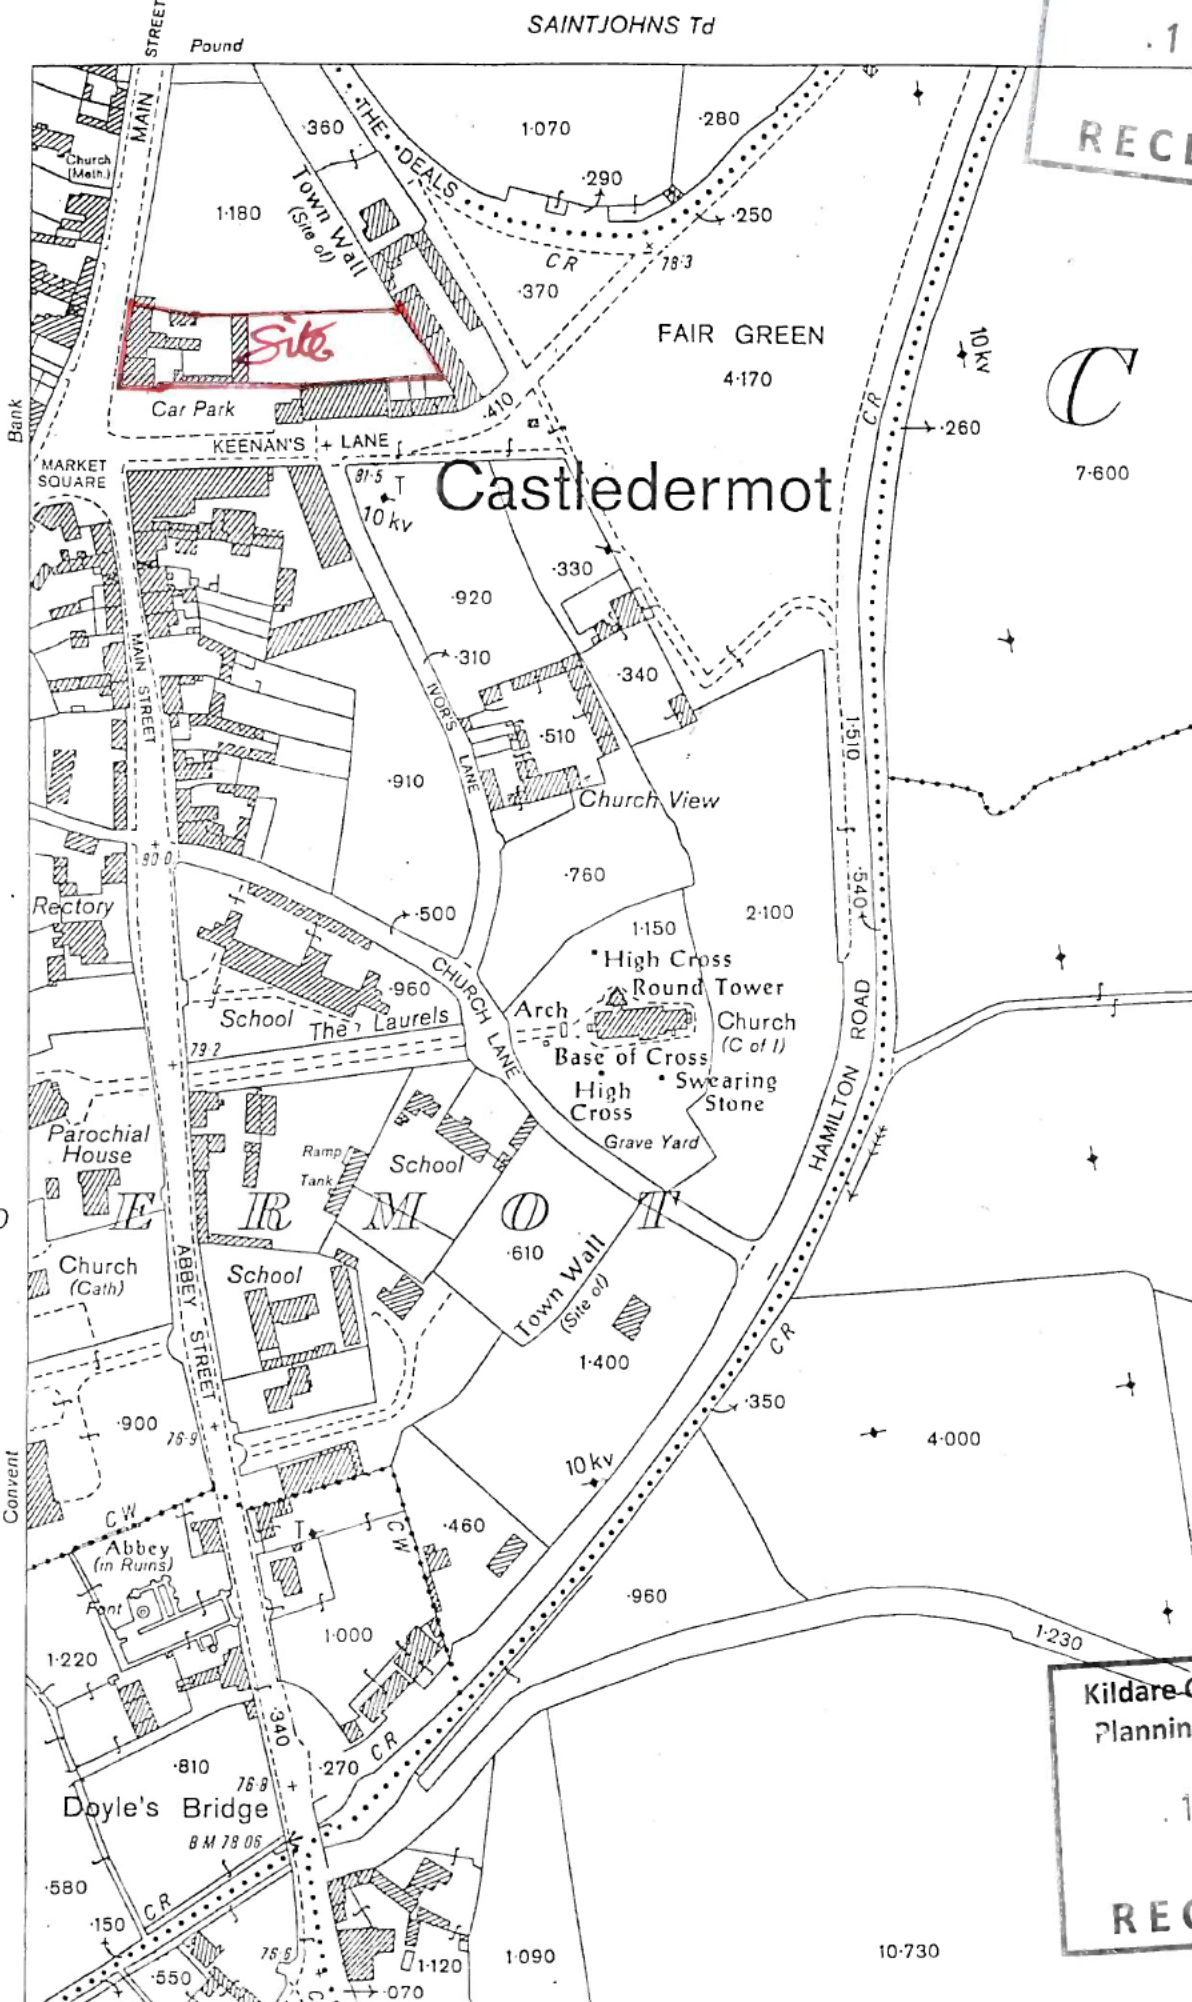 SAINTJOHNS Td
STREET
Pound
MAIN
.1
RECE
THE DEALS
·360
1·070
·280
Church
(Meth.)
·290
Town Wall
(Site of)
1·180
·250
CR
78·3
·370
Site
FAIR GREEN
4·170
10 kv
C
Bank
Car Park
·410
CR
·260
KEENAN'S LANE
MARKET
SQUARE
7·600
81·5
T
10 kv
Castledermot
·330
·920
MAIN STREET
·310
·340
IVOR'S LANE
·510
1·510
·910
Church View
80·0
·760
·540
Rectory
·500
2·100
1·150
High Cross
CHURCH LANE
·960
Round Tower
School
The Laurels
Arch
Church
(C of I)
79·2
Base of Cross
High
Cross
Swearing
Stone
HAMILTON ROAD
Parochial
House
Ramp
Tank
School
Grave Yard
E R M O T
·610
Church
(Cath)
ABBEY STREET
School
Town Wall
(Site of)
1·400
CR
·350
·900
76·9
4·000
Convent
10 kv
CW
T
CW
·460
Abbey
(in Ruins)
Font
·960
1·000
1·230
1·220
Kildare
Plannin
·340
CR
·810
·270
76·8
Doyle's Bridge
BM 78·06
.1
·580
CR
·150
REC
76·6
·550
1·120
1·090
10·730
·070